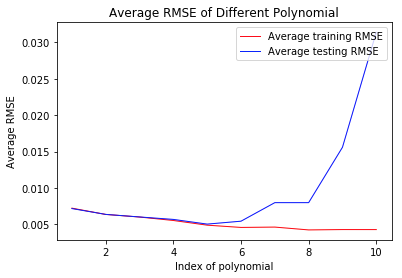 Average RMSE of Different Polynomial
Average training RMSE
Average testing RMSE
0.030
0.025
0.020
0.015
0.010
0.005
Average RMSE
2 4 6 8 10
Index of polynomial